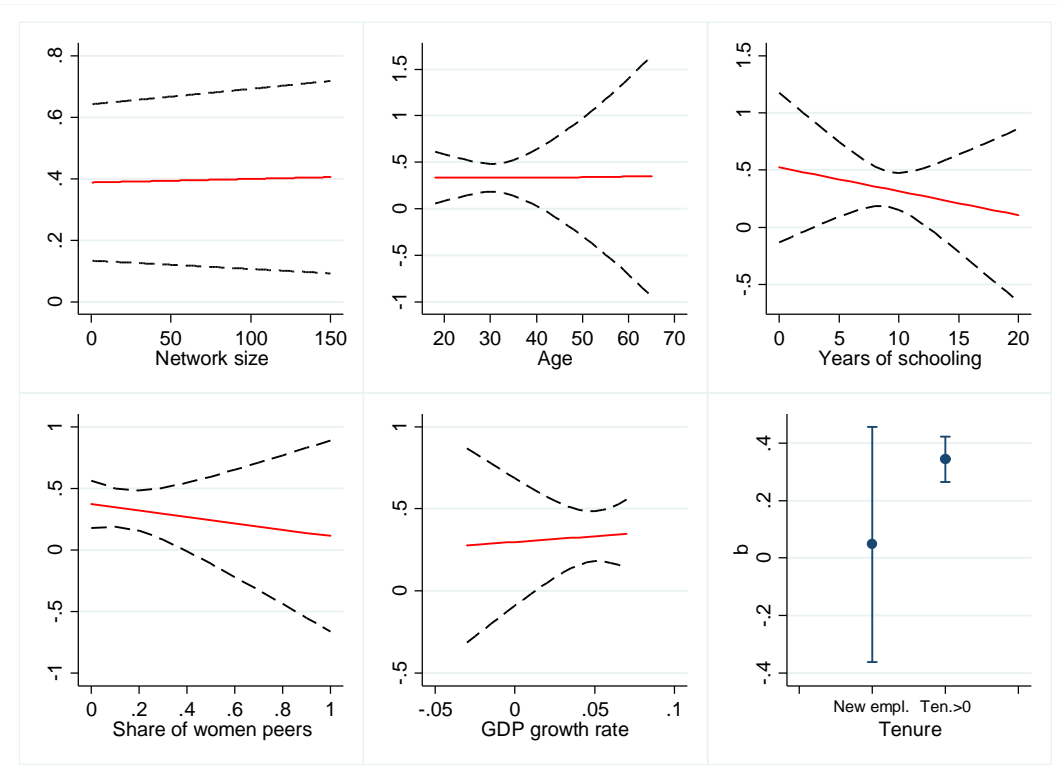 .8
.6
.4
.2
0
0 50 100 150
Network size
1.5
1
.5
0
-.5
-1
20 30 40 50 60 70
Age
1.5
1
.5
0
-.5
0 5 10 15 20
Years of schooling
1
.5
0
-.5
-1
0 .2 .4 .6 .8 1
Share of women peers
1
.5
0
-.5
-.05 0 .05 .1
GDP growth rate
b
.4
.2
0
-.2
-.4
New empl. Ten.>0
Tenure